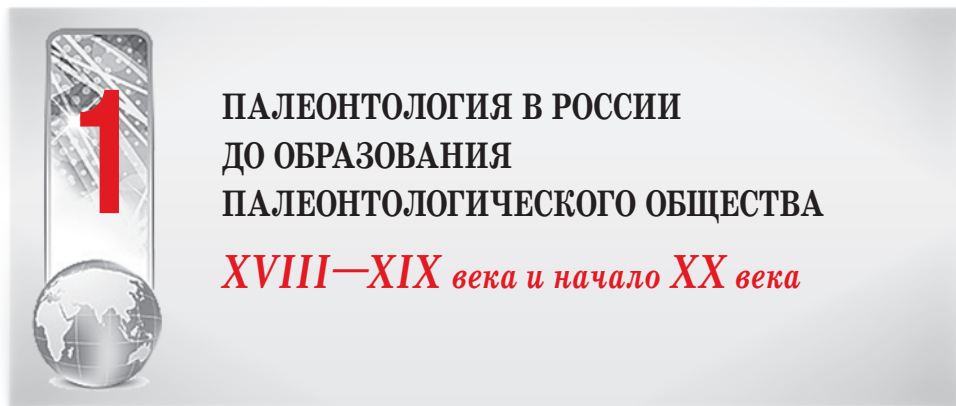 1
ПАЛЕОНТОЛОГИЯ В РОССИИ
ДО ОБРАЗОВАНИЯ
ПАЛЕОНТОЛОГИЧЕСКОГО ОБЩЕСТВА
XVIII—XIX века и начало XX века